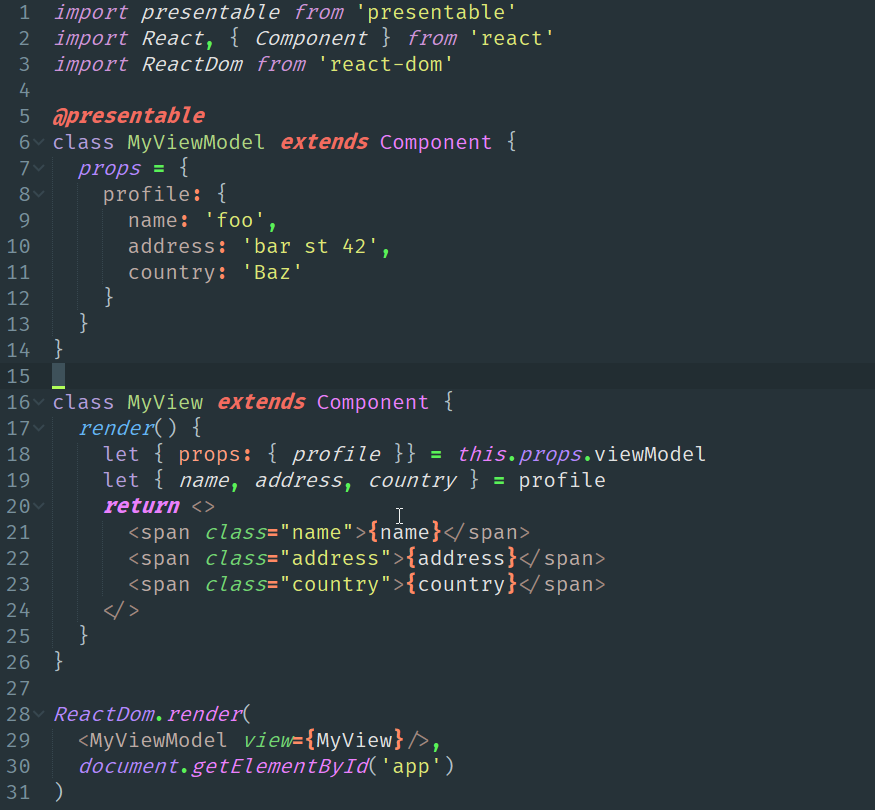 1 import presentable from 'presentable'
2 import React, { Component } from 'react'
3 import ReactDom from 'react-dom'
4
5 @presentable
6 class MyViewModel extends Component {
7   props = {
8     profile: {
9       name: 'foo',
10       address: 'bar st 42',
11       country: 'Baz'
12     }
13   }
14 }
15
16 class MyView extends Component {
17   render() {
18     let { props: { profile }} = this.props.viewModel
19     let { name, address, country } = profile
20     return <>
21       <span class="name">{name}</span>
22       <span class="address">{address}</span>
23       <span class="country">{country}</span>
24     </>
25   }
26 }
27
28 ReactDom.render(
29   <MyViewModel view={MyView}/>,
30   document.getElementById('app')
31 )